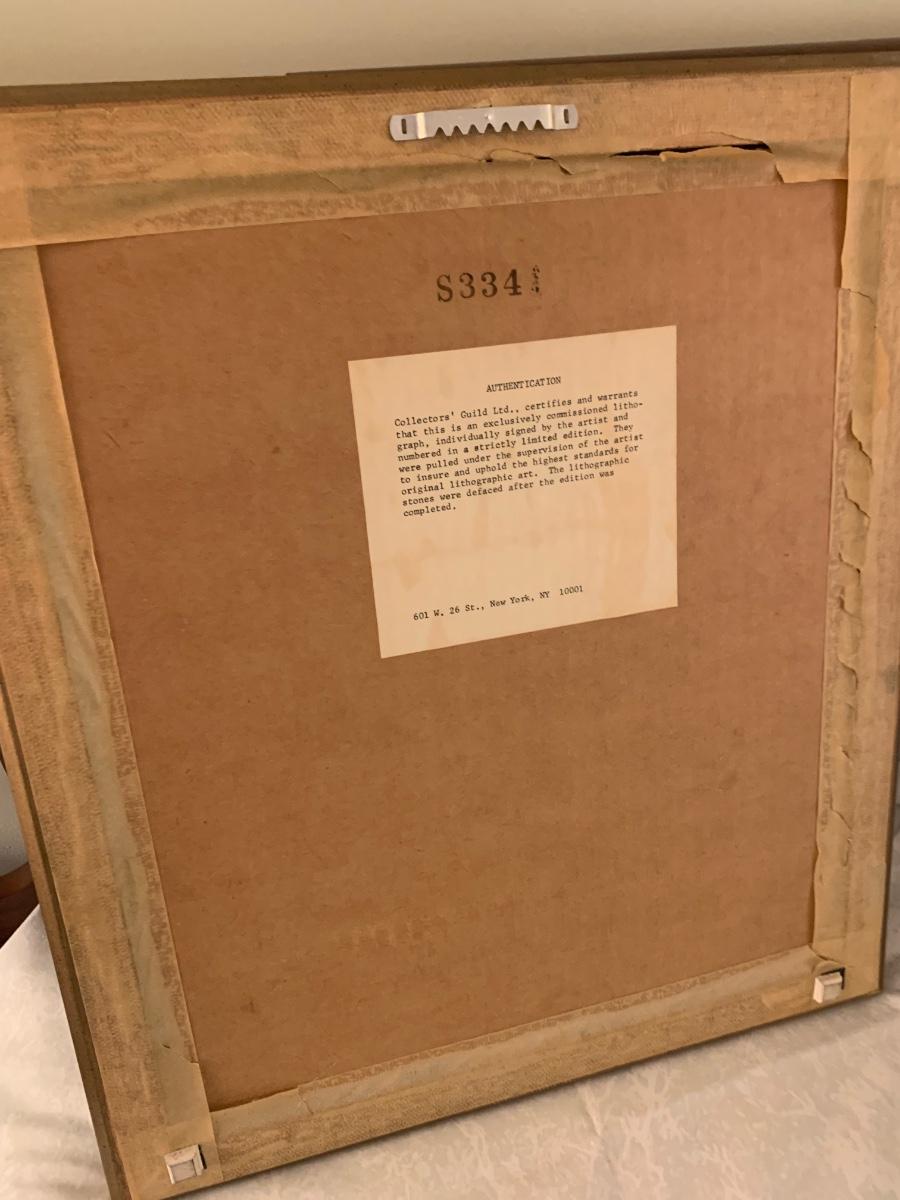 S334
AUTHENTICATION
Collectors' Guild Ltd., certifies and warrants
that this is an exclusively commissioned litho-
graph, individually signed by the artist and
numbered in a strictly limited edition. They
were pulled under the supervision of the artist
to insure and uphold the highest standards for
original lithographic art. The lithographic
stones were defaced after the edition was
completed.
601 W. 26 St., New York, NY 10001